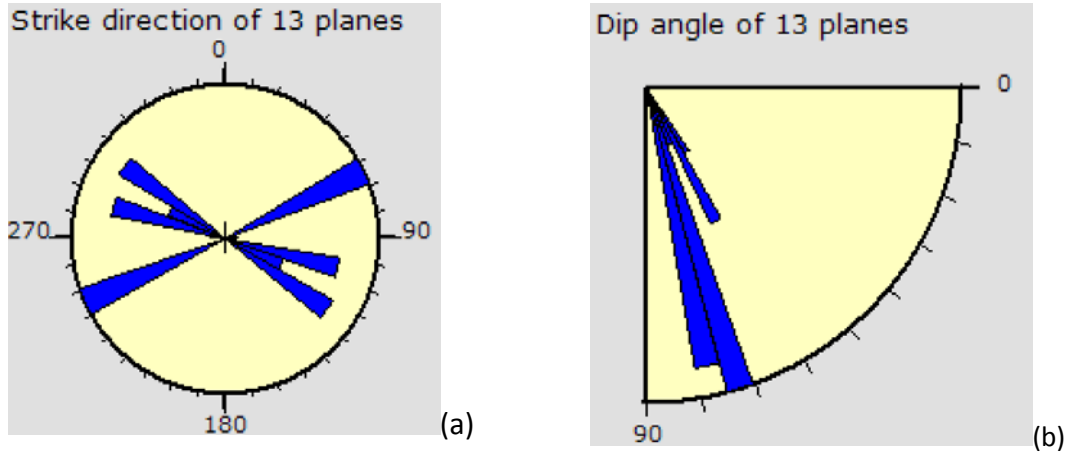 Strike direction of 13 planes
0
270
90
180
(a)
Dip angle of 13 planes
0
90
(b)